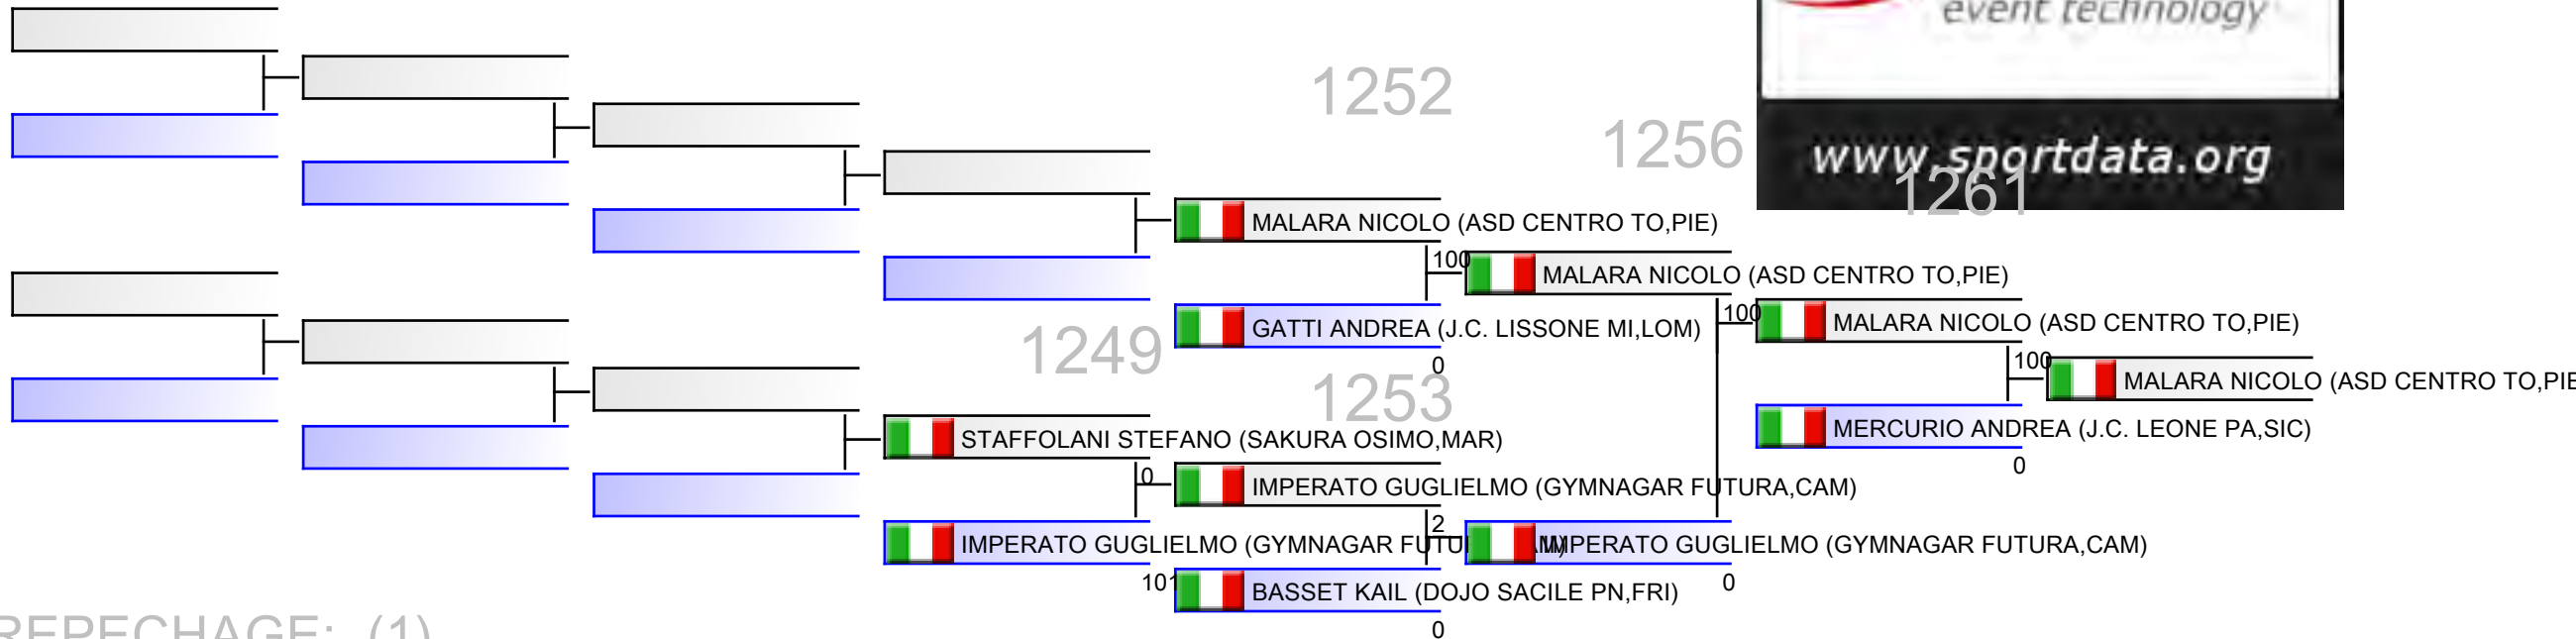 event technology
1252
1256
www.sportdata.org
1261
MALARA NICOLO (ASD CENTRO TO,PIE)
100
MALARA NICOLO (ASD CENTRO TO,PIE)
GATTI ANDREA (J.C. LISSONE MI,LOM)
0
100
MALARA NICOLO (ASD CENTRO TO,PIE)
1249
1253
100
MALARA NICOLO (ASD CENTRO TO,PIE
MERCURIO ANDREA (J.C. LEONE PA,SIC)
0
STAFFOLANI STEFANO (SAKURA OSIMO,MAR)
0
IMPERATO GUGLIELMO (GYMNAGAR FUTURA,CAM)
2
IMPERATO GUGLIELMO (GYMNAGAR
IMPERATO GUGLIELMO (GYMNAGAR FUTURA,CAM)
101
BASSET KAIL (DOJO SACILE PN,FRI)
0
0
REPECHAGE: (1)